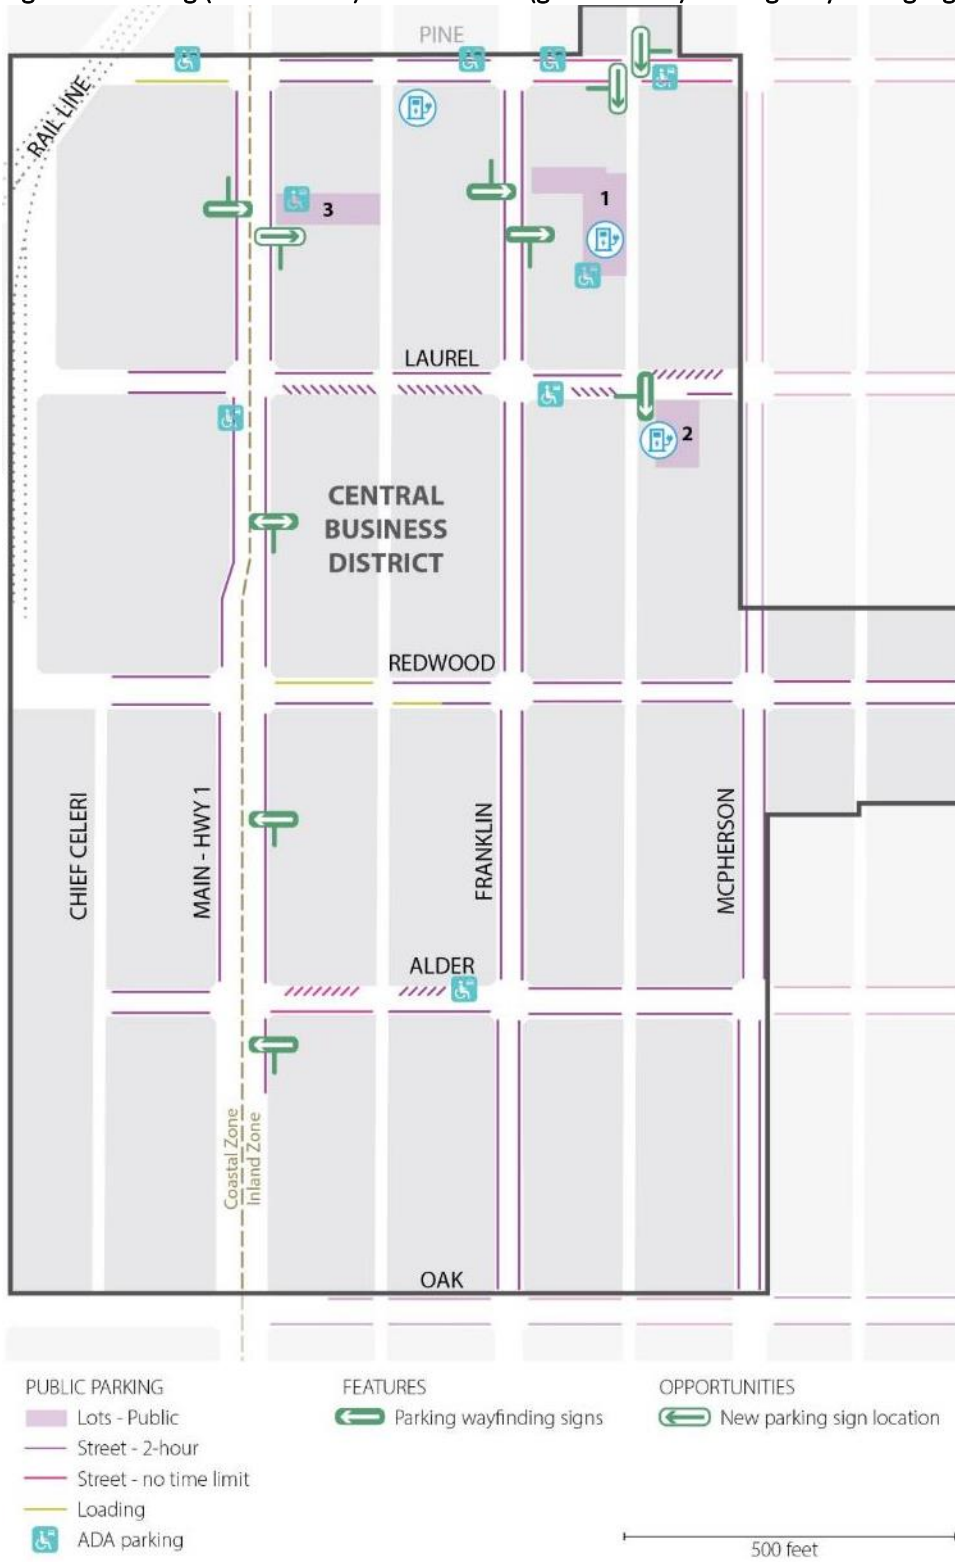 PINE
RAIL LINE
3
1
LAUREL
2
CENTRAL
BUSINESS
DISTRICT
REDWOOD
CHIEF CELERI
MAIN - HWY 1
FRANKLIN
MCPHERSON
ALDER
Coastal Zone
Inland Zone
OAK
PUBLIC PARKING
Lots - Public
Street - 2-hour
Street - no time limit
Loading
ADA parking
FEATURES
Parking wayfinding signs
OPPORTUNITIES
New parking sign location
500 feet